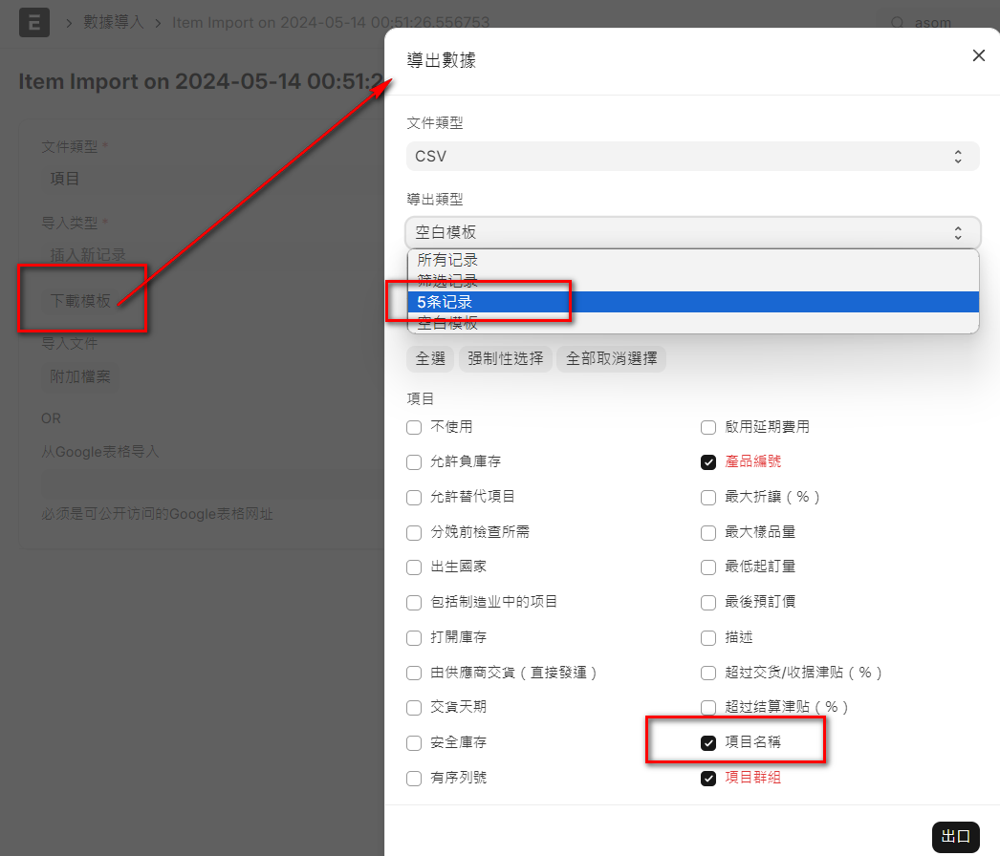 E > 數據導入 > Item Import on 2024-05-14 00:51:26.556753
asom
Item Import on 2024-05-14 00:51:2
文件類型 *
項目
导入类型 *
插入新记录
下載模板
导入文件
附加檔案
OR
从Google表格导入
必须是可公开访问的Google表格网址
導出數據
文件類型
CSV
導出類型
空白模板
所有记录
筛选记录
5条记录
空白模板
全選 强制性选择 全部取消選擇
項目
不使用
允許負庫存
允許替代項目
分娩前檢查所需
出生國家
包括制造业中的项目
打開庫存
由供應商交貨（直接發運）
交貨天期
安全庫存
有序列號
啟用延期費用
產品編號
最大折讓（%）
最大樣品量
最低起訂量
最後預訂價
描述
超过交货/收据津贴（%）
超过结算津贴（%）
項目名稱
項目群組
出口